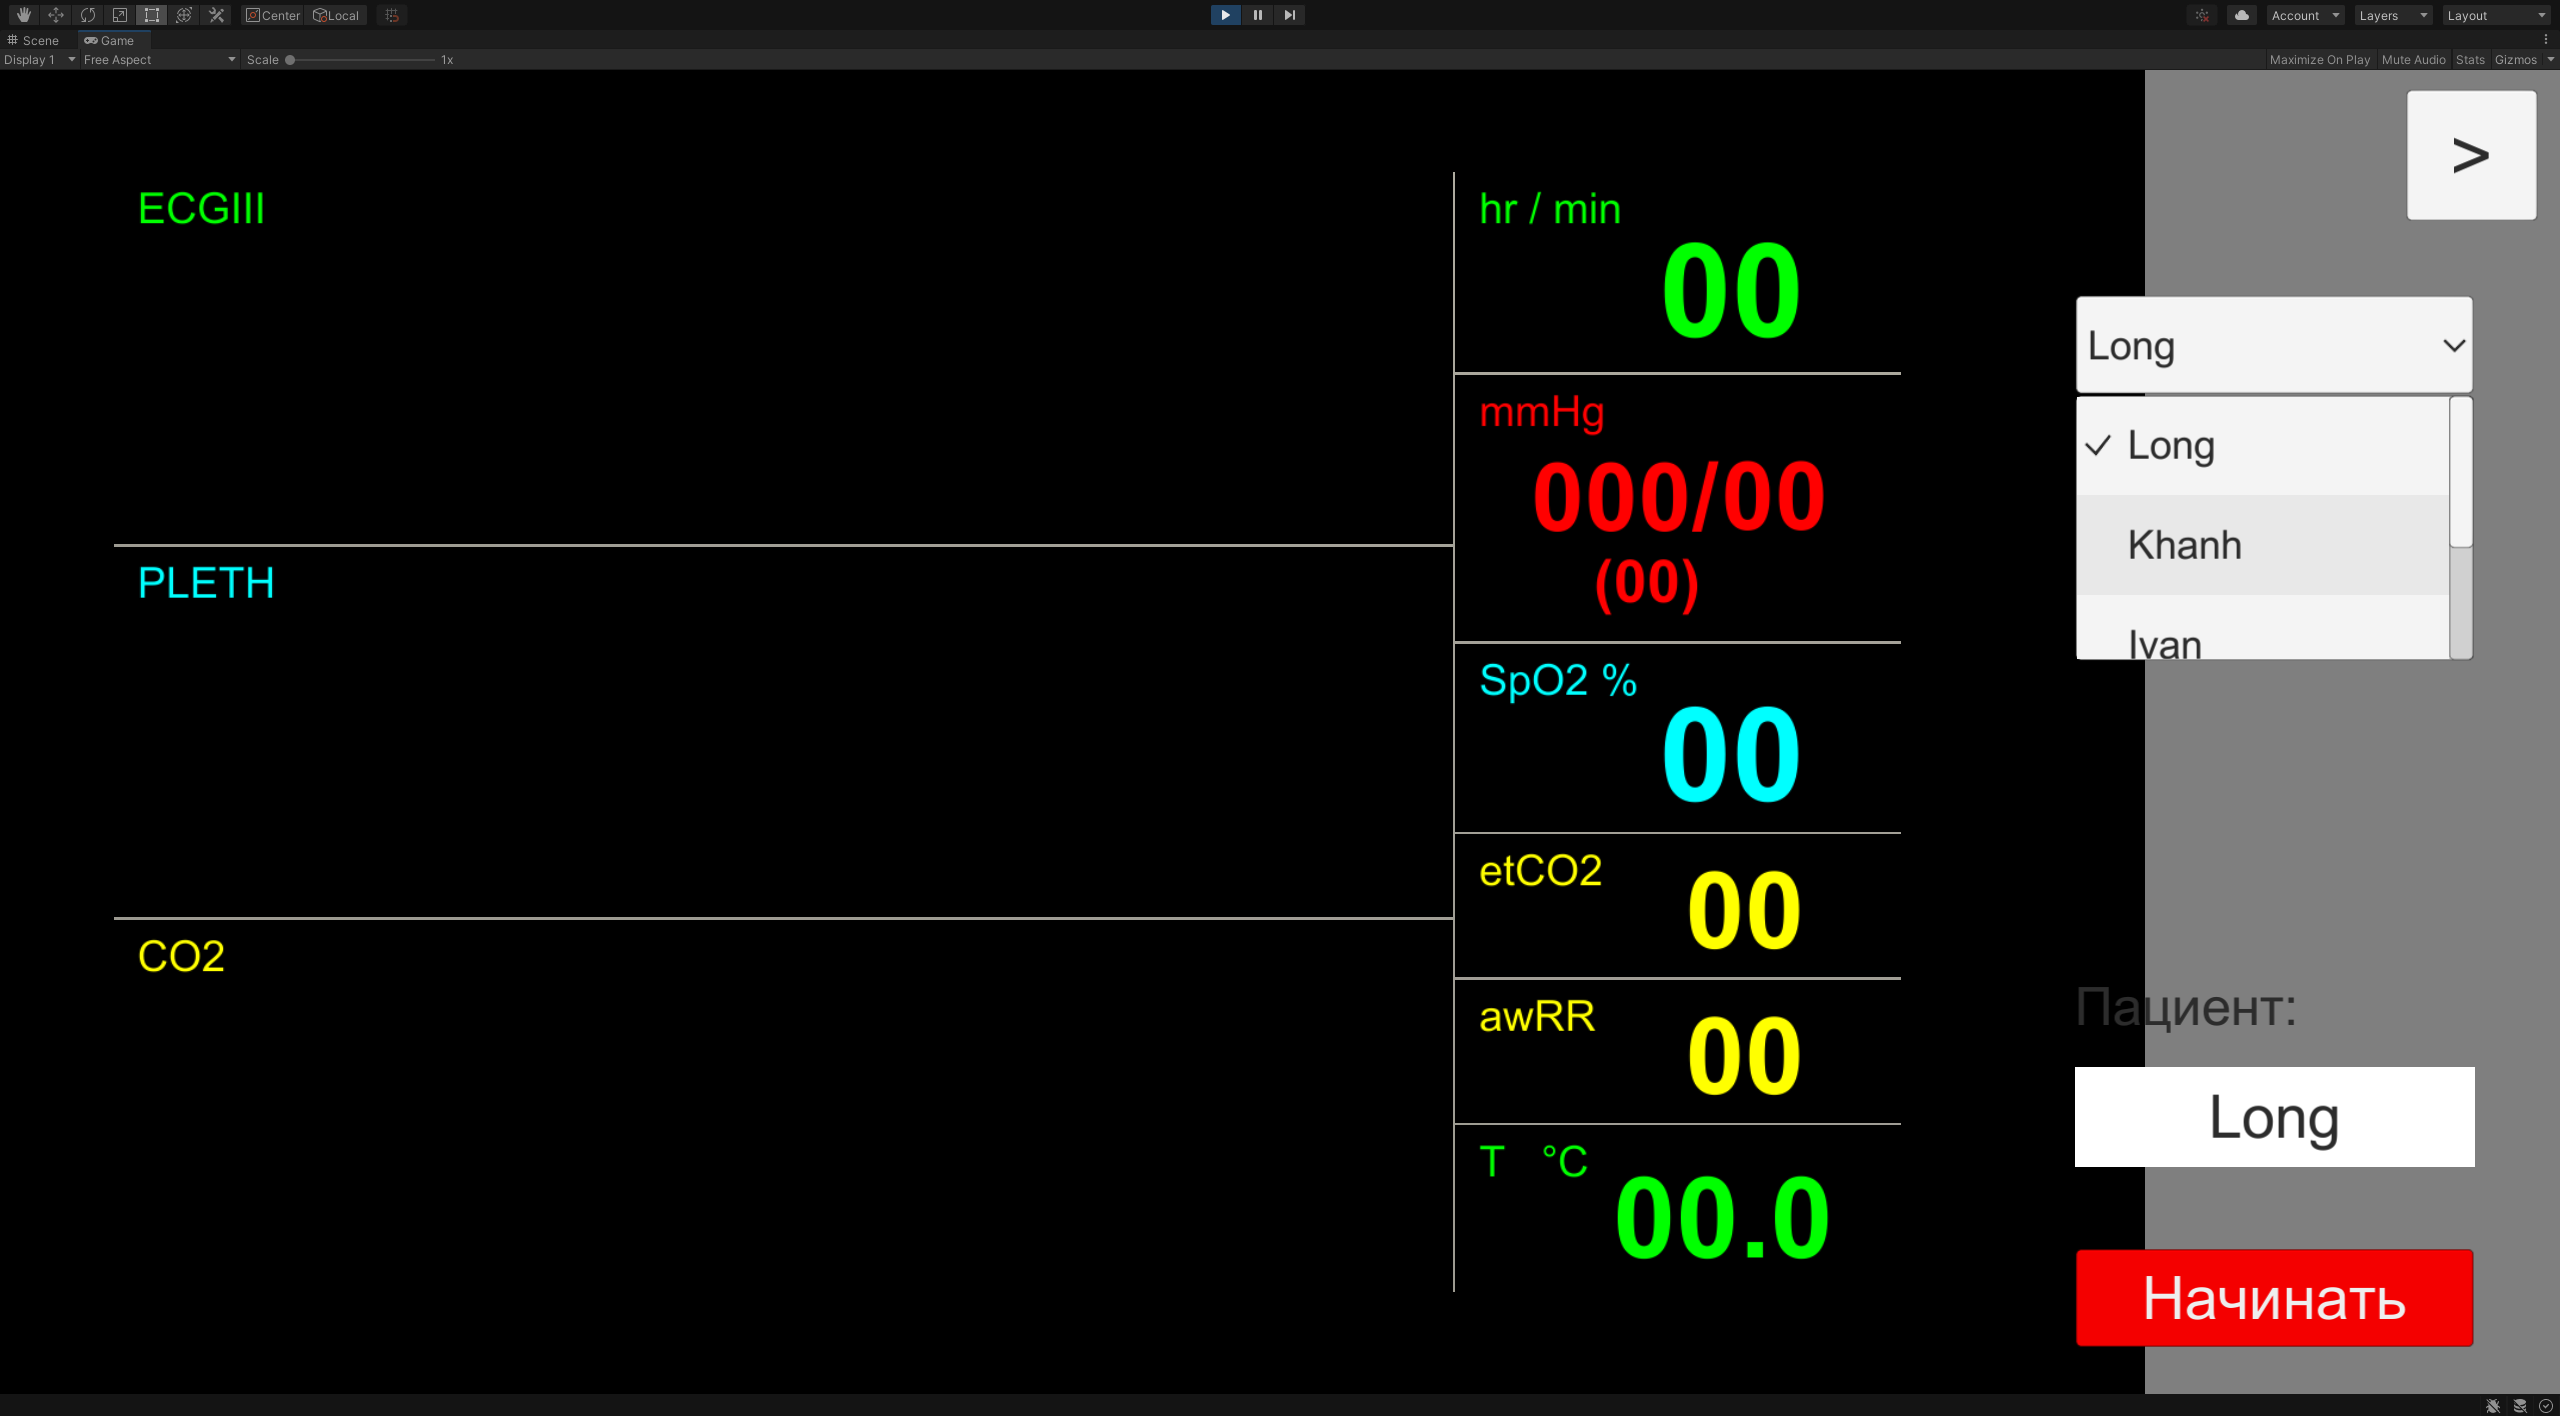 Center Local
Account Layers Layout
Scene Game
Display 1 Free Aspect Scale 1x Maximize On Play Mute Audio Stats Gizmos
>
ECGIII
PLETH
CO2
hr / min
00
mmHg
000/00
(00)
SpO2 %
00
etCO2
00
awRR
00
T °C
00.0
Long
Long
Khanh
Ivan
Пациент:
Long
Начинать